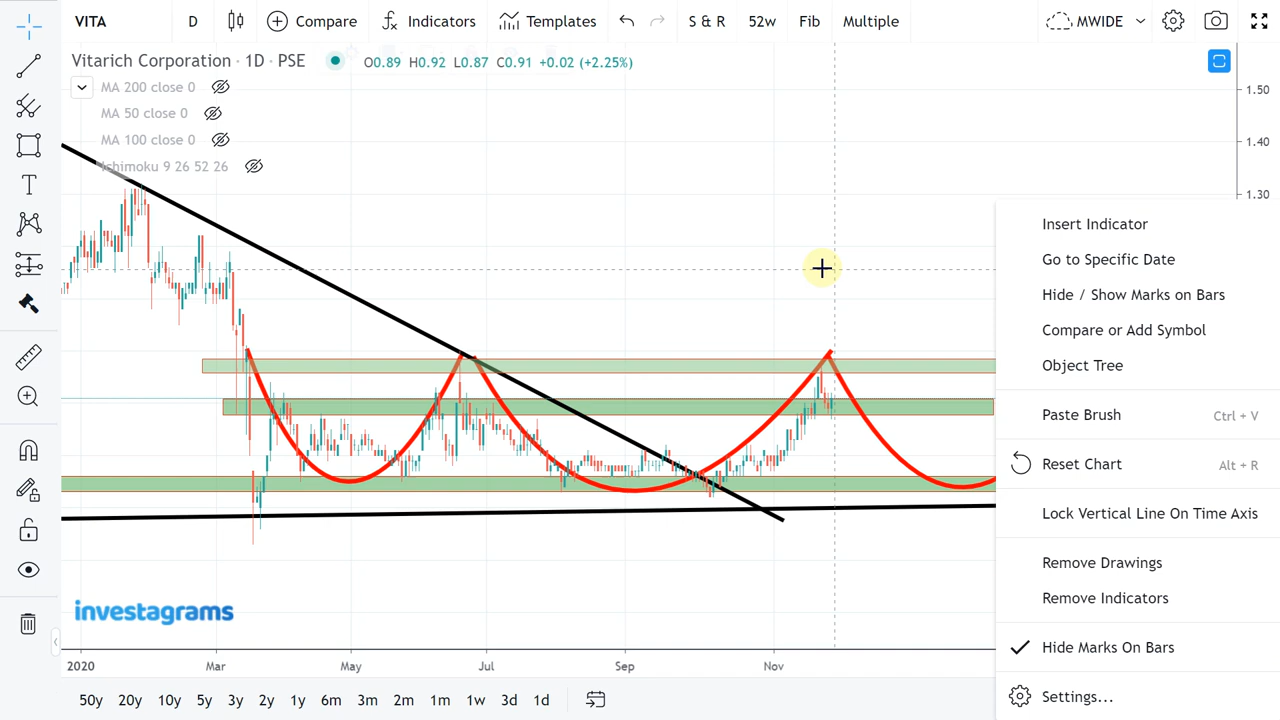 VITA D Compare Indicators Templates S & R 52w Fib Multiple MWIDE
Vitarich Corporation · 1D · PSE O0.89 H0.92 L0.87 C0.91 +0.02 (+2.25%)
MA 200 close 0
MA 50 close 0
MA 100 close 0
Ichimoku 9 26 52 26
1.50
1.40
1.30
Insert Indicator
Go to Specific Date
Hide / Show Marks on Bars
Compare or Add Symbol
Object Tree
Paste Brush Ctrl + V
Reset Chart Alt + R
Lock Vertical Line On Time Axis
Remove Drawings
Remove Indicators
Hide Marks On Bars
Settings...
investagrams
2020 Mar May Jul Sep Nov
50y 20y 10y 5y 3y 2y 1y 6m 3m 2m 1m 1w 3d 1d